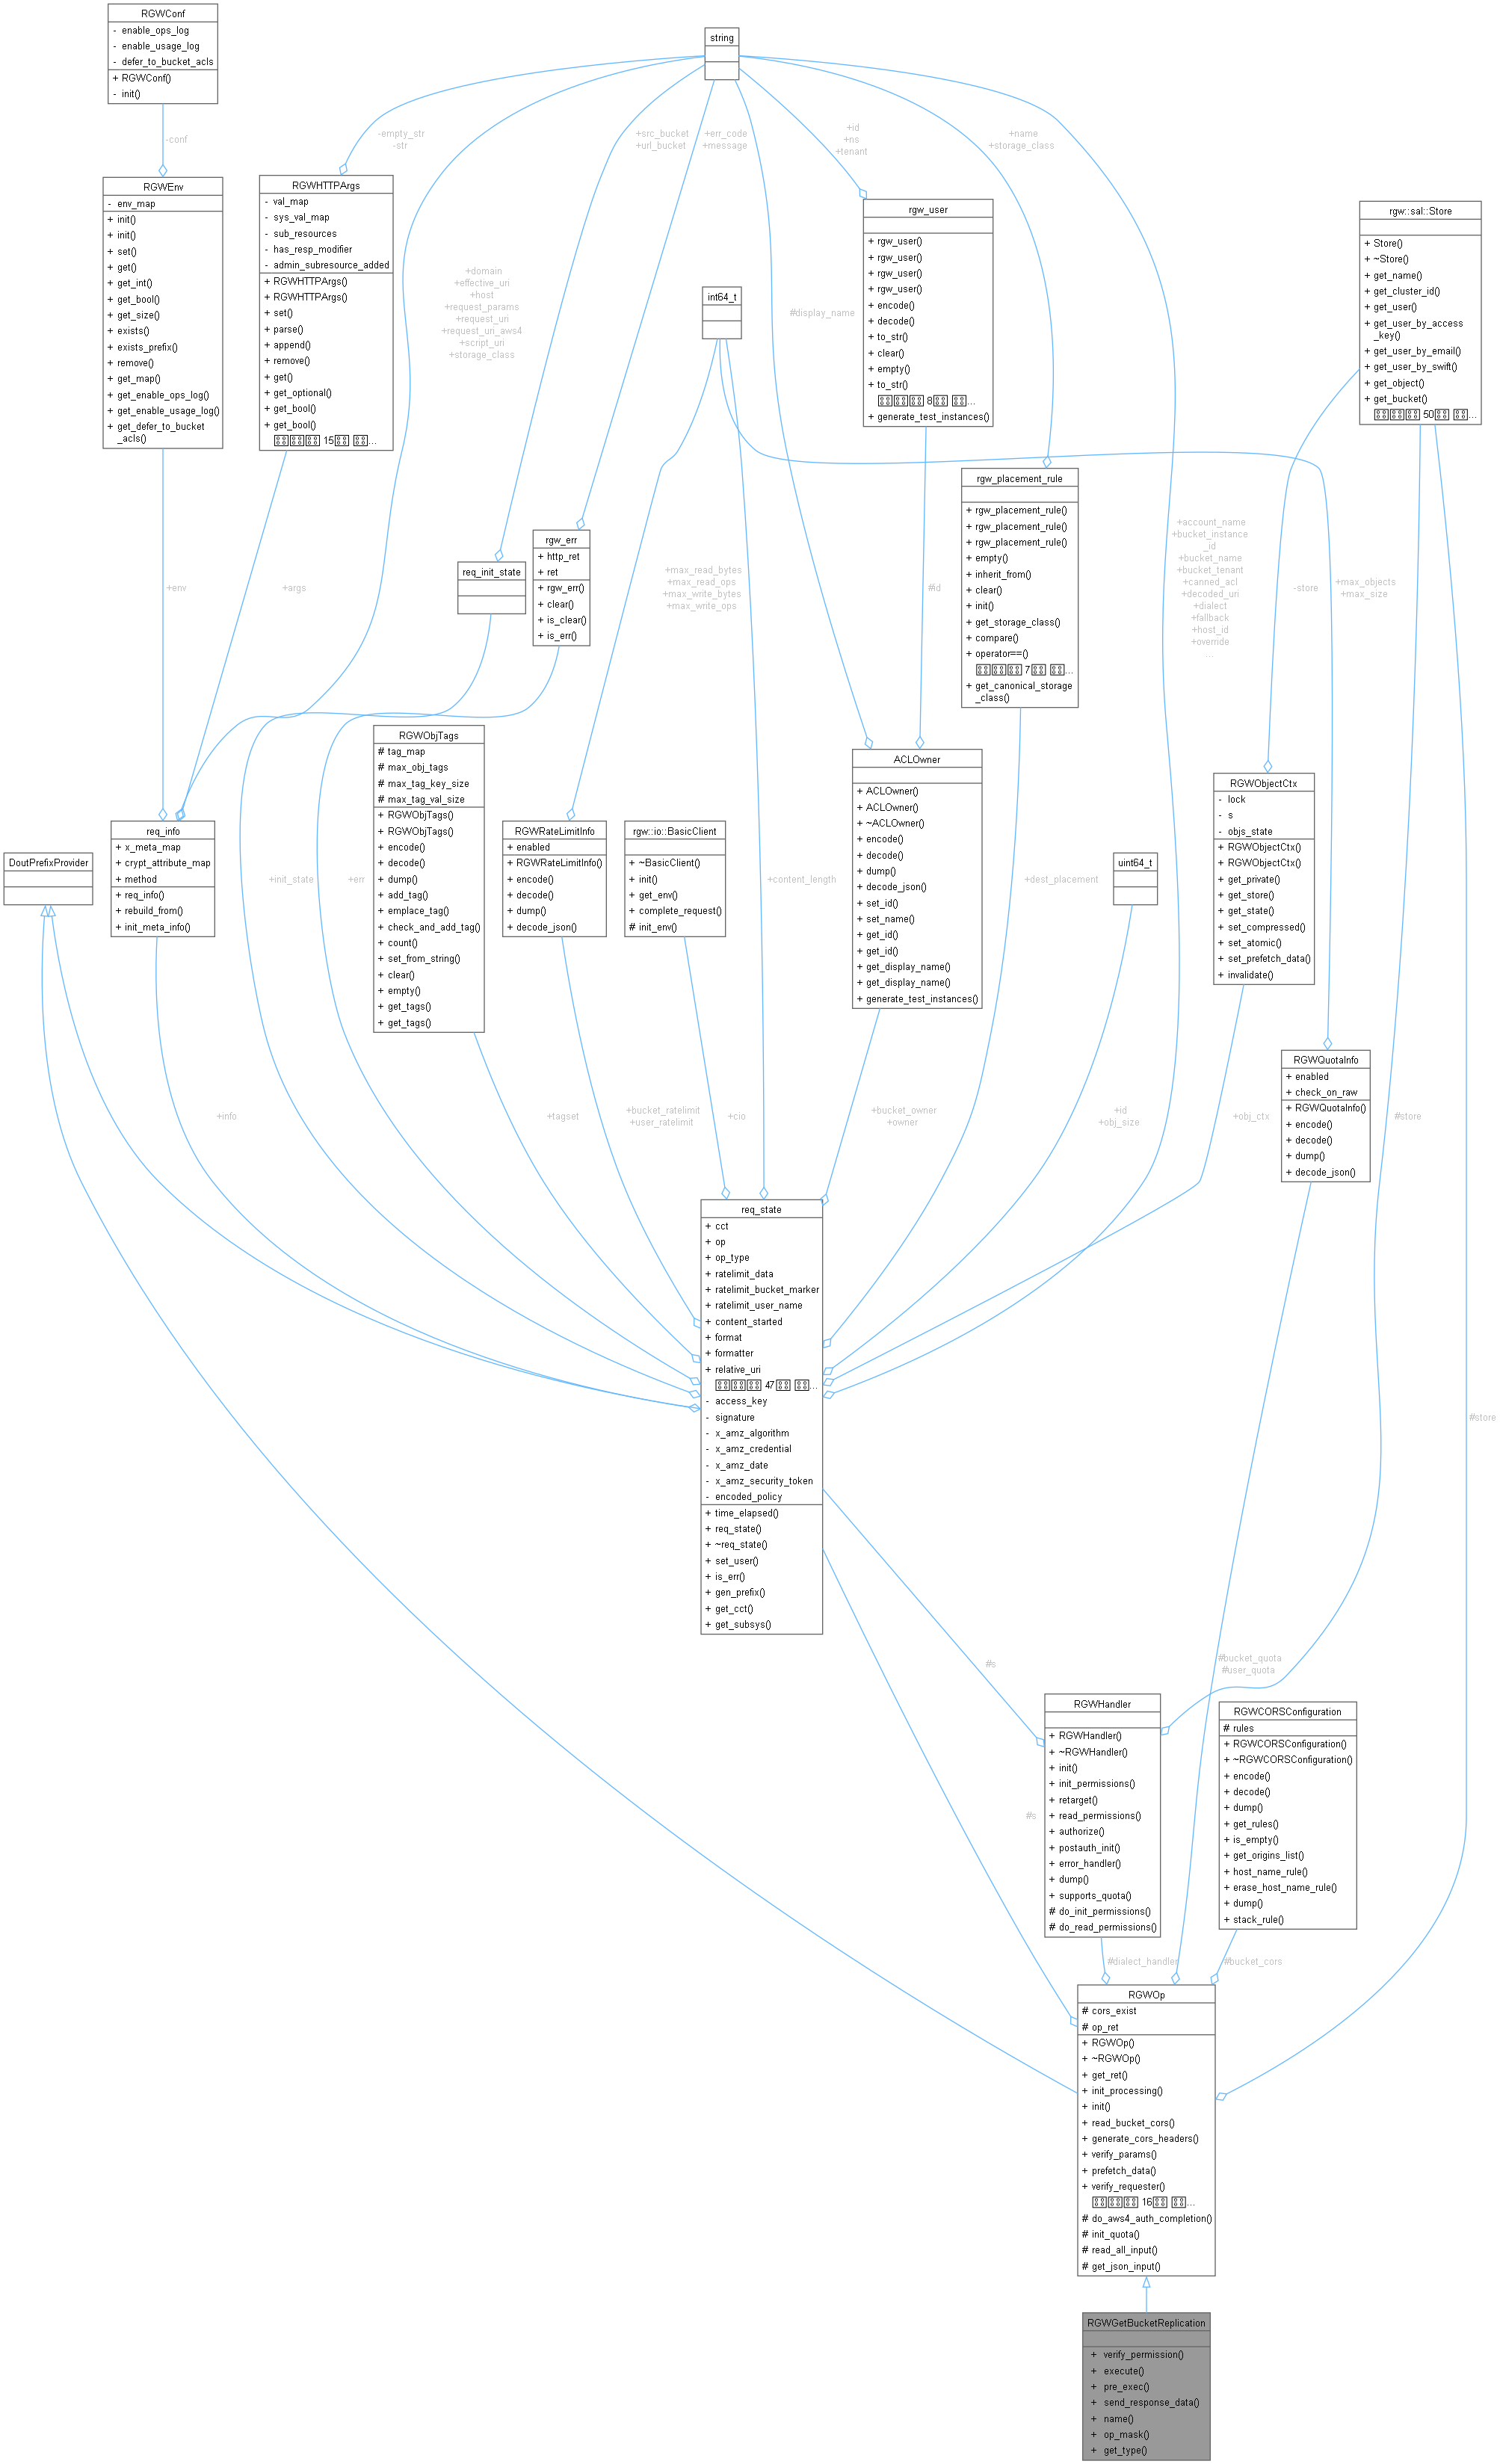 RGWConf
- enable_ops_log
- enable_usage_log
- defer_to_bucket_acls
+ RGWConf()
- init()
string
-conf
-empty_str
-str
+src_bucket
+url_bucket
+err_code
+message
+id
+ns
+tenant
+name
+storage_class
RGWEnv
- env_map
+ init()
+ init()
+ set()
+ get()
+ get_int()
+ get_bool()
+ get_size()
+ exists()
+ exists_prefix()
+ remove()
+ get_map()
+ get_enable_ops_log()
+ get_enable_usage_log()
+ get_defer_to_bucket
_acls()
RGWHTTPArgs
- val_map
- sys_val_map
- sub_resources
- has_resp_modifier
- admin_subresource_added
+ RGWHTTPArgs()
+ RGWHTTPArgs()
+ set()
+ parse()
+ append()
+ remove()
+ get()
+ get_optional()
+ get_bool()
+ get_bool()
15 ...
+domain
+effective_uri
+host
+request_params
+request_uri
+request_uri_aws4
+script_uri
+storage_class
int64_t
#display_name
rgw_user
+ rgw_user()
+ rgw_user()
+ rgw_user()
+ rgw_user()
+ encode()
+ decode()
+ to_str()
+ clear()
+ empty()
+ to_str()
8 ...
+ generate_test_instances()
rgw::sal::Store
+ Store()
+ ~Store()
+ get_name()
+ get_cluster_id()
+ get_user()
+ get_user_by_access
_key()
+ get_user_by_email()
+ get_user_by_swift()
+ get_object()
+ get_bucket()
50 ...
rgw_placement_rule
+ rgw_placement_rule()
+ rgw_placement_rule()
+ rgw_placement_rule()
+ empty()
+ inherit_from()
+ clear()
+ init()
+ get_storage_class()
+ compare()
+ operator==()
7 ...
+ get_canonical_storage
_class()
+env
+args
req_init_state
rgw_err
+ http_ret
+ ret
+ rgw_err()
+ clear()
+ is_clear()
+ is_err()
+max_read_bytes
+max_read_ops
+max_write_bytes
+max_write_ops
#id
+account_name
+bucket_instance
_id
+bucket_name
+bucket_tenant
+canned_acl
+decoded_uri
+dialect
+fallback
+host_id
+override
...
-store
+max_objects
+max_size
RGWObjTags
# tag_map
# max_obj_tags
# max_tag_key_size
# max_tag_val_size
+ RGWObjTags()
+ RGWObjTags()
+ encode()
+ decode()
+ dump()
+ add_tag()
+ emplace_tag()
+ check_and_add_tag()
+ count()
+ set_from_string()
+ clear()
+ empty()
+ get_tags()
+ get_tags()
ACLOwner
+ ACLOwner()
+ ACLOwner()
+ ~ACLOwner()
+ encode()
+ decode()
+ dump()
+ decode_json()
+ set_id()
+ set_name()
+ get_id()
+ get_id()
+ get_display_name()
+ get_display_name()
+ generate_test_instances()
RGWObjectCtx
- lock
- s
- objs_state
+ RGWObjectCtx()
+ RGWObjectCtx()
+ get_private()
+ get_store()
+ get_state()
+ set_compressed()
+ set_atomic()
+ set_prefetch_data()
+ invalidate()
DoutPrefixProvider
req_info
+ x_meta_map
+ crypt_attribute_map
+ method
+ req_info()
+ rebuild_from()
+ init_meta_info()
+init_state
+err
RGWRateLimitInfo
+ enabled
+ RGWRateLimitInfo()
+ encode()
+ decode()
+ dump()
+ decode_json()
rgw::io::BasicClient
+ ~BasicClient()
+ init()
+ get_env()
+ complete_request()
# init_env()
+content_length
+dest_placement
uint64_t
RGWQuotaInfo
+ enabled
+ check_on_raw
+ RGWQuotaInfo()
+ encode()
+ decode()
+ dump()
+ decode_json()
+info
+tagset
+bucket_ratelimit
+user_ratelimit
+cio
+bucket_owner
+owner
+id
+obj_size
+obj_ctx
#store
req_state
+ cct
+ op
+ op_type
+ ratelimit_data
+ ratelimit_bucket_marker
+ ratelimit_user_name
+ content_started
+ format
+ formatter
+ relative_uri
47 ...
- access_key
- signature
- x_amz_algorithm
- x_amz_credential
- x_amz_date
- x_amz_security_token
- encoded_policy
+ time_elapsed()
+ req_state()
+ ~req_state()
+ set_user()
+ is_err()
+ gen_prefix()
+ get_cct()
+ get_subsys()
#store
#s
#bucket_quota
#user_quota
#s
RGWHandler
+ RGWHandler()
+ ~RGWHandler()
+ init()
+ init_permissions()
+ retarget()
+ read_permissions()
+ authorize()
+ postauth_init()
+ error_handler()
+ dump()
+ supports_quota()
# do_init_permissions()
# do_read_permissions()
RGWCORSConfiguration
# rules
+ RGWCORSConfiguration()
+ ~RGWCORSConfiguration()
+ encode()
+ decode()
+ dump()
+ get_rules()
+ is_empty()
+ get_origins_list()
+ host_name_rule()
+ erase_host_name_rule()
+ dump()
+ stack_rule()
#dialect_handler
#bucket_cors
RGWOp
# cors_exist
# op_ret
+ RGWOp()
+ ~RGWOp()
+ get_ret()
+ init_processing()
+ init()
+ read_bucket_cors()
+ generate_cors_headers()
+ verify_params()
+ prefetch_data()
+ verify_requester()
16 ...
# do_aws4_auth_completion()
# init_quota()
# read_all_input()
# get_json_input()
RGWGetBucketReplication
+ verify_permission()
+ execute()
+ pre_exec()
+ send_response_data()
+ name()
+ op_mask()
+ get_type()